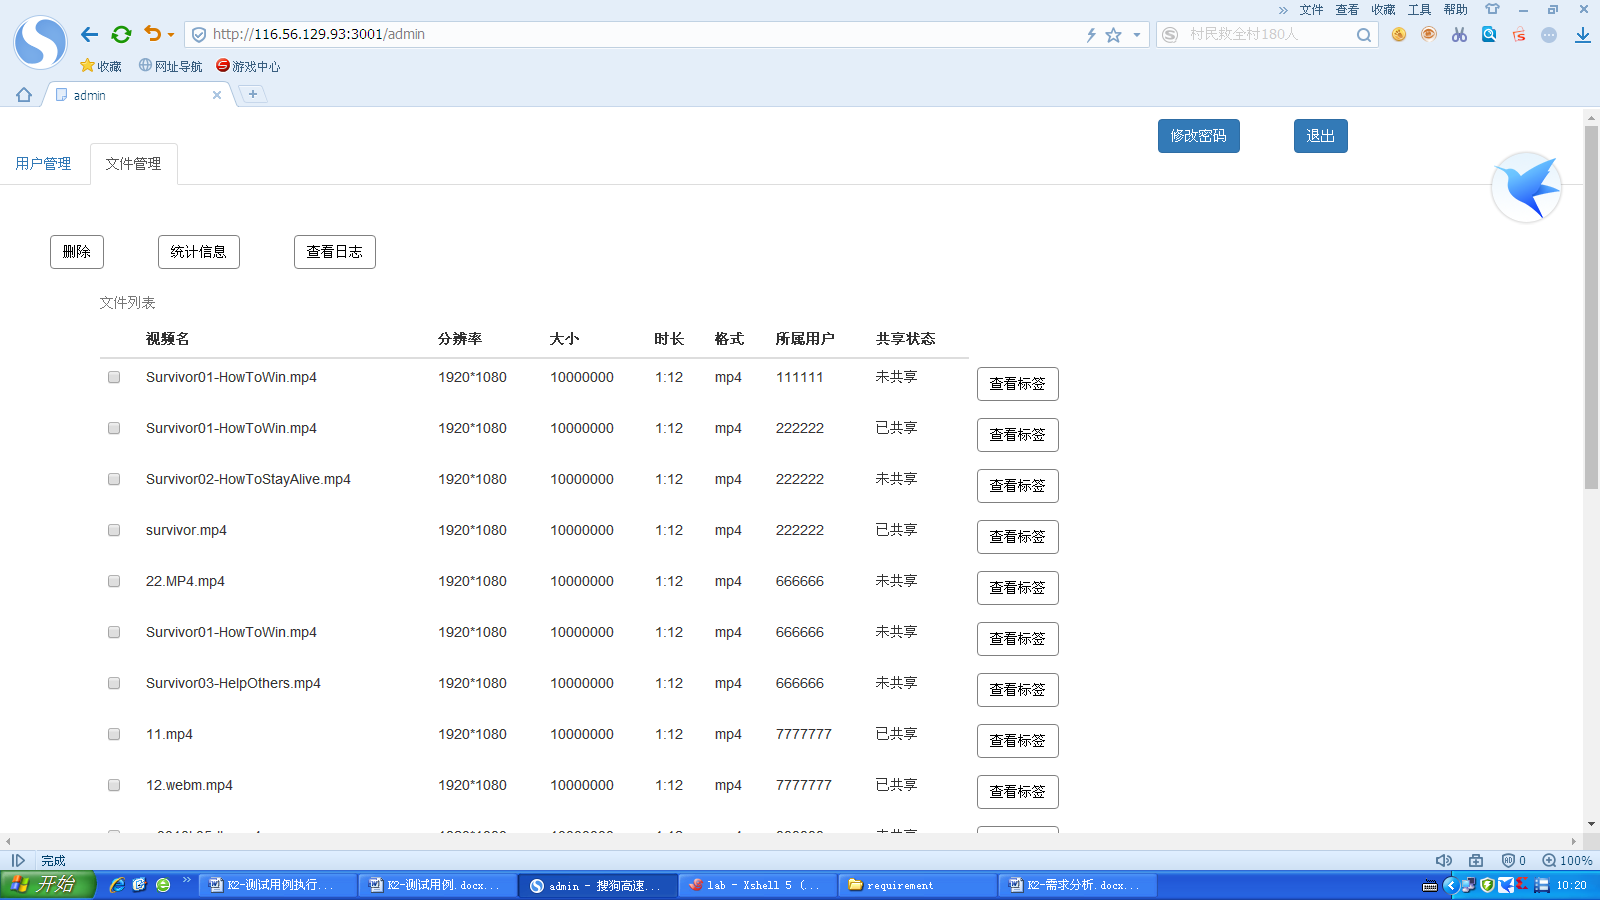 文件 查看 收藏 工具 帮助
http://116.56.129.93:3001/admin
村民救全村180人
收藏 网址导航 游戏中心
admin
修改密码 退出
用户管理 文件管理
删除 统计信息 查看日志
文件列表
视频名 分辨率 大小 时长 格式 所属用户 共享状态
Survivor01-HowToWin.mp4 1920*1080 10000000 1:12 mp4 111111 未共享 查看标签
Survivor01-HowToWin.mp4 1920*1080 10000000 1:12 mp4 222222 已共享 查看标签
Survivor02-HowToStayAlive.mp4 1920*1080 10000000 1:12 mp4 222222 未共享 查看标签
survivor.mp4 1920*1080 10000000 1:12 mp4 222222 已共享 查看标签
22.MP4.mp4 1920*1080 10000000 1:12 mp4 666666 未共享 查看标签
Survivor01-HowToWin.mp4 1920*1080 10000000 1:12 mp4 666666 未共享 查看标签
Survivor03-HelpOthers.mp4 1920*1080 10000000 1:12 mp4 666666 未共享 查看标签
11.mp4 1920*1080 10000000 1:12 mp4 7777777 已共享 查看标签
12.webm.mp4 1920*1080 10000000 1:12 mp4 7777777 已共享 查看标签
完成 0 100%
开始 K2-测试用例执行... K2-测试用例.docx... admin - 搜狗高速... lab - Xshell 5 (... requirement K2-需求分析.docx... 10:20